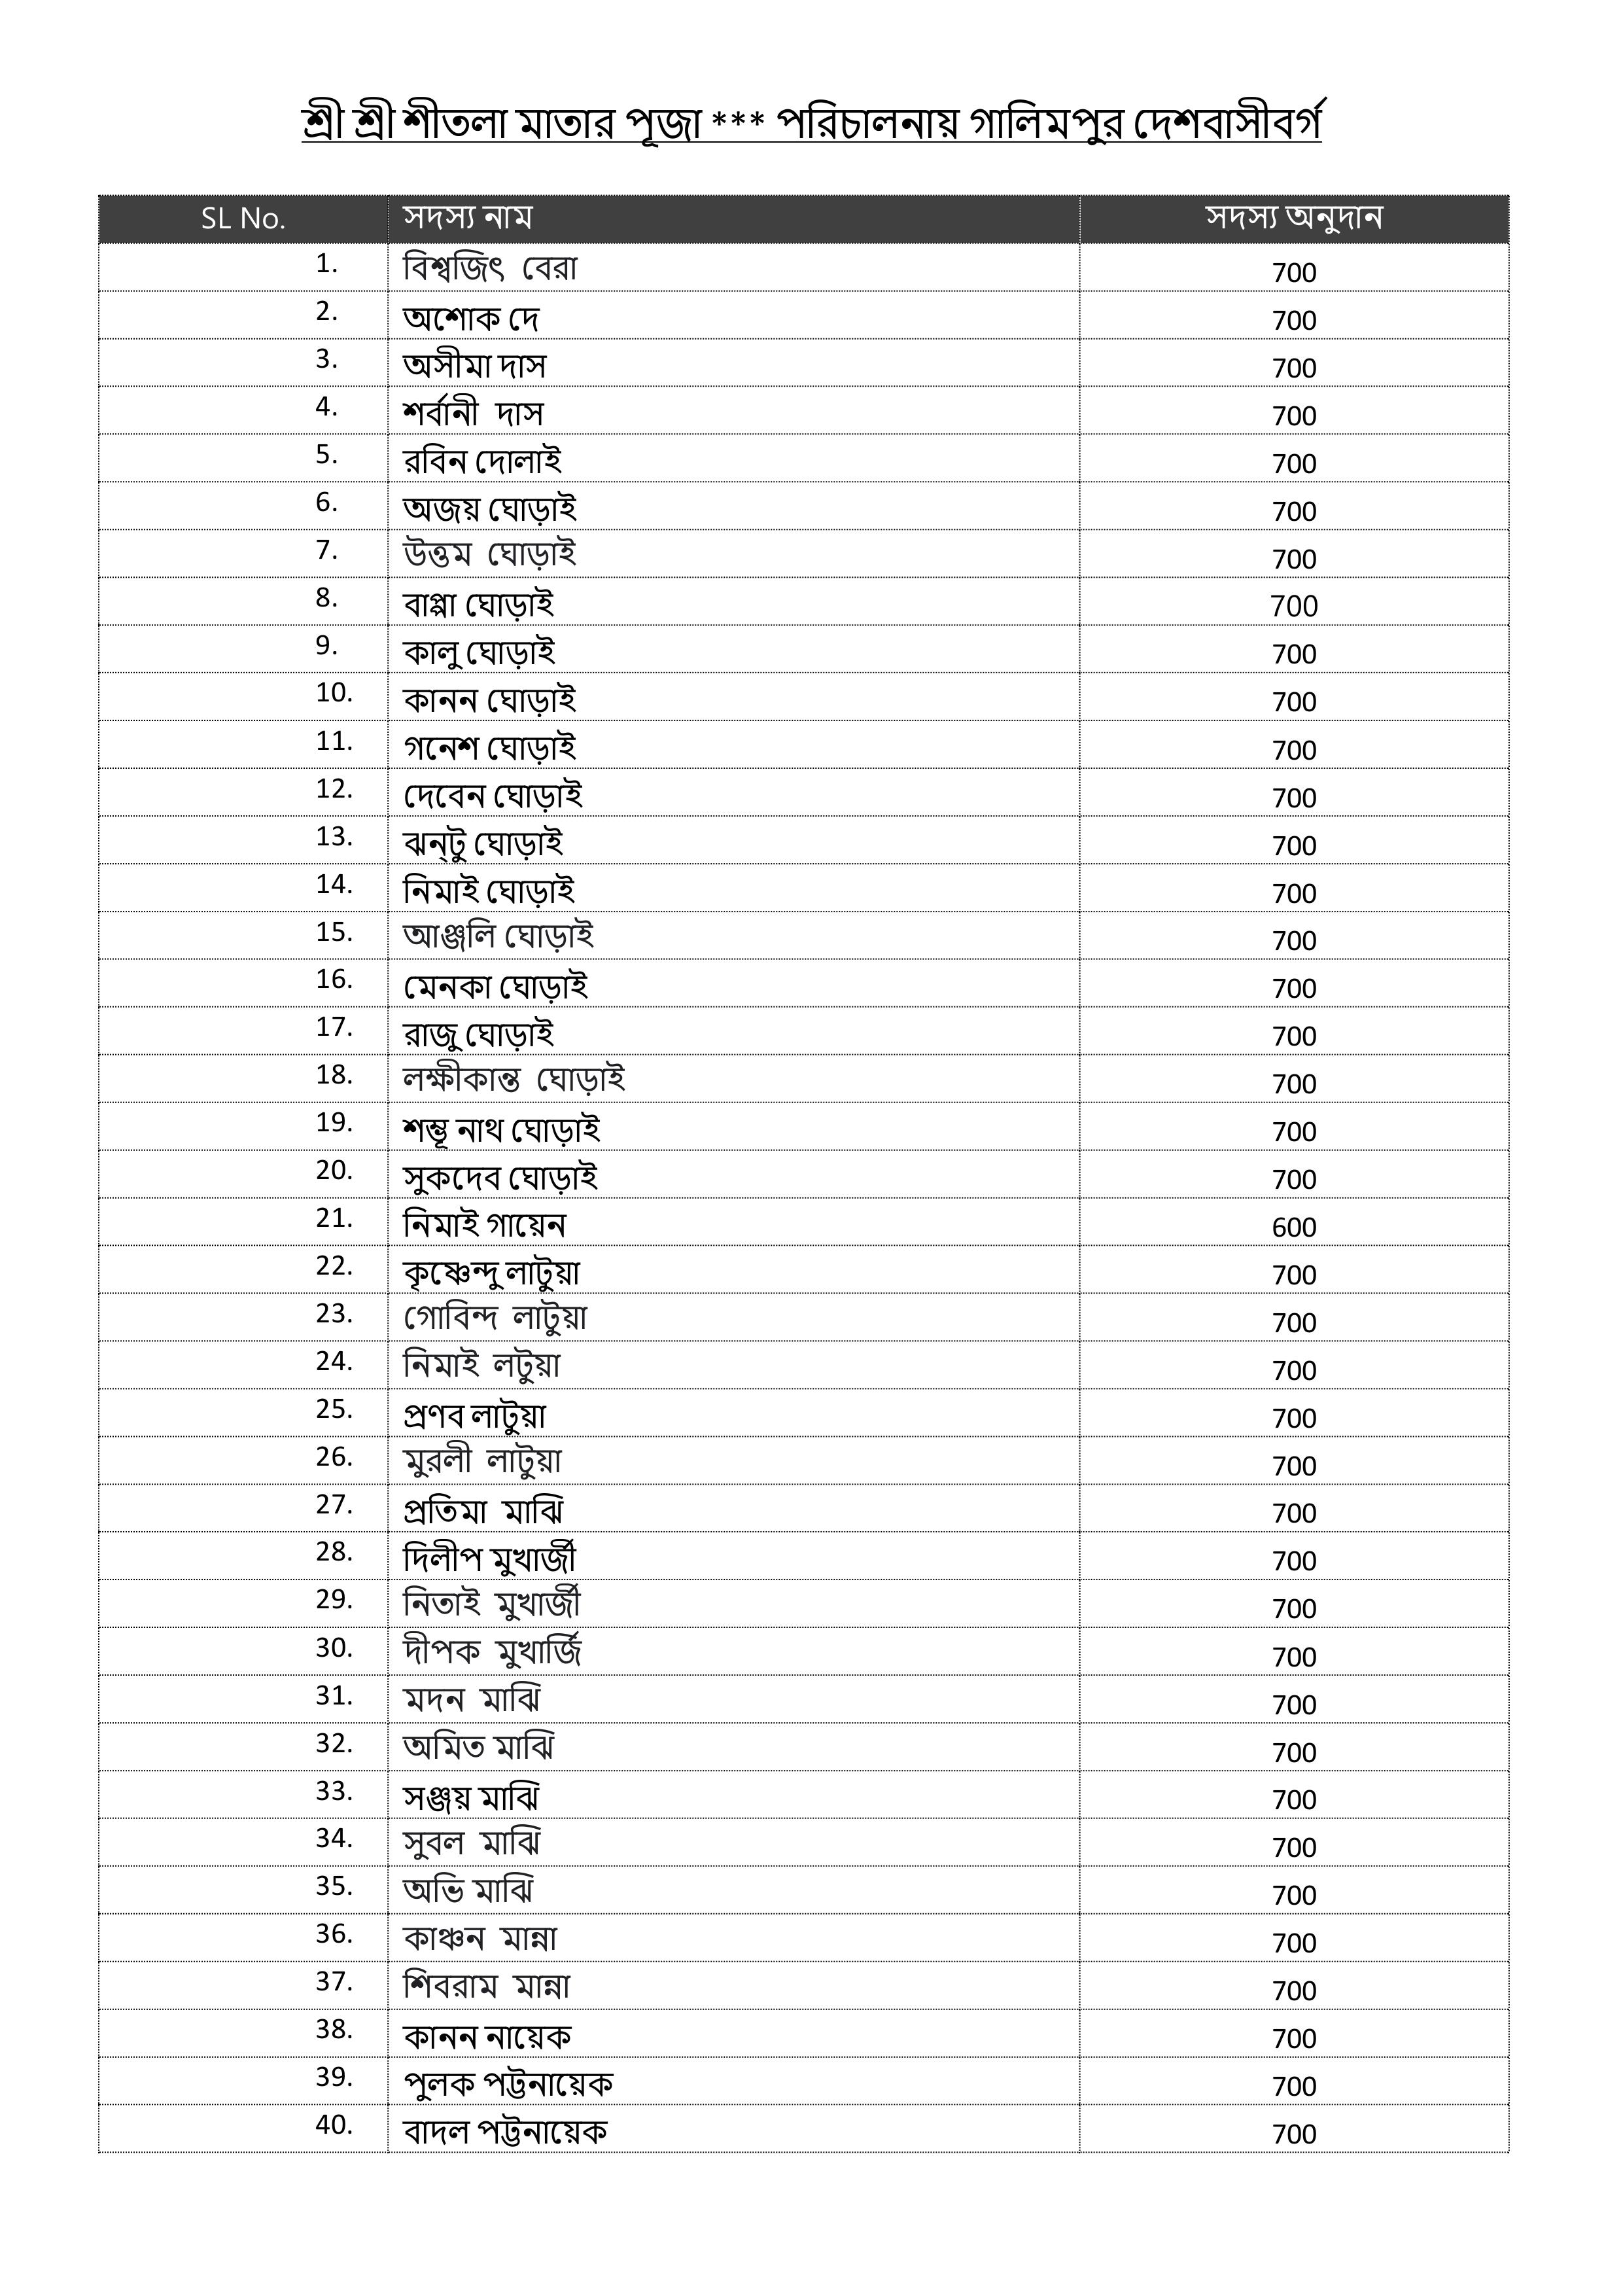 শ্রী শ্রী শীতলা মাতার পূজা *** পরিচালনায় গালিমপুর দেশবাসীবর্গ
SL No. সদস্য নাম সদস্য অনুদান
1. বিশ্বজিৎ বেরা 700
2. অশোক দে 700
3. অসীমা দাস 700
4. শর্বানী দাস 700
5. রবিন দোলাই 700
6. অজয় ঘোড়াই 700
7. উত্তম ঘোড়াই 700
8. বাপ্পা ঘোড়াই 700
9. কালু ঘোড়াই 700
10. কানন ঘোড়াই 700
11. গনেশ ঘোড়াই 700
12. দেবেন ঘোড়াই 700
13. ঝন্‌টু ঘোড়াই 700
14. নিমাই ঘোড়াই 700
15. আঞ্জলি ঘোড়াই 700
16. মেনকা ঘোড়াই 700
17. রাজু ঘোড়াই 700
18. লক্ষীকান্ত ঘোড়াই 700
19. শম্ভূ নাথ ঘোড়াই 700
20. সুকদেব ঘোড়াই 700
21. নিমাই গায়েন 600
22. কৃষ্ণেন্দু লাটুয়া 700
23. গোবিন্দ লাটুয়া 700
24. নিমাই লটুয়া 700
25. প্রণব লাটুয়া 700
26. মুরলী লাটুয়া 700
27. প্রতিমা মাঝি 700
28. দিলীপ মুখার্জী 700
29. নিতাই মুখার্জী 700
30. দীপক মুখার্জি 700
31. মদন মাঝি 700
32. অমিত মাঝি 700
33. সঞ্জয় মাঝি 700
34. সুবল মাঝি 700
35. অভি মাঝি 700
36. কাঞ্চন মান্না 700
37. শিবরাম মান্না 700
38. কানন নায়েক 700
39. পুলক পট্টনায়েক 700
40. বাদল পট্টনায়েক 700